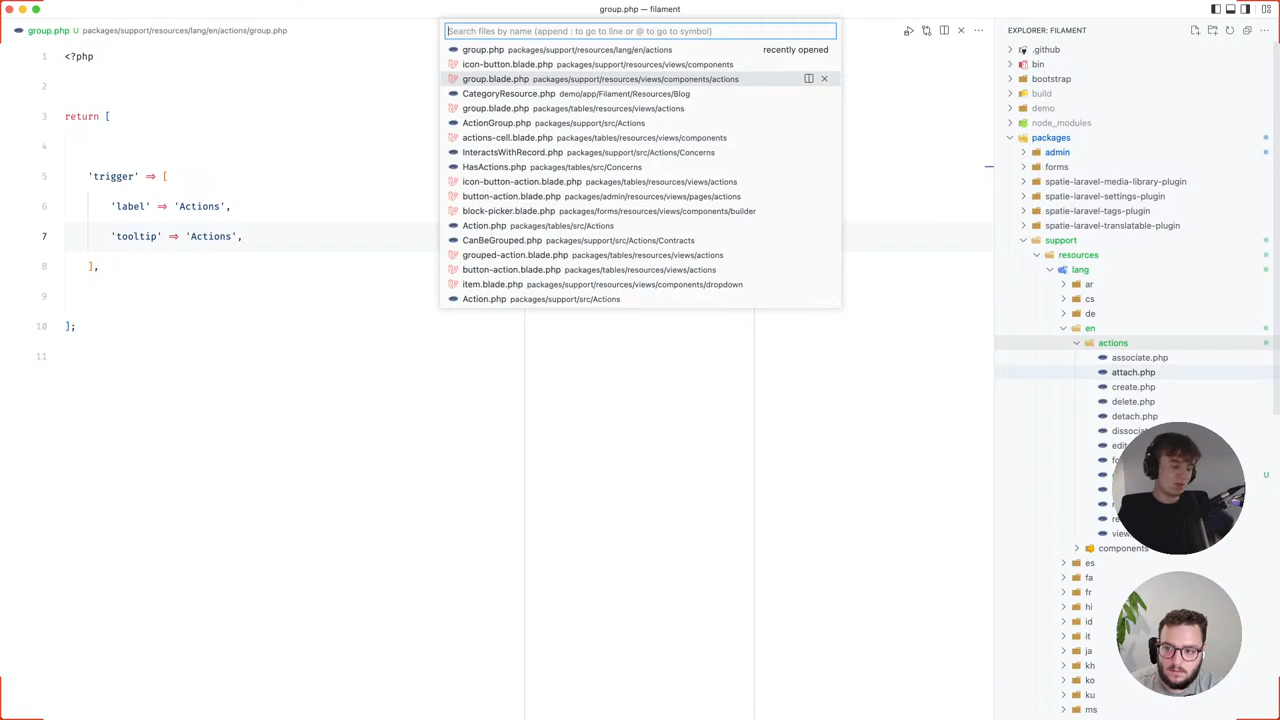 group.php — filament
group.php packages/support/resources/lang/en/actions/group.php
1 <?php
2
3 return [
4
5 'trigger' => [
6 'label' => 'Actions',
7 'tooltip' => 'Actions',
8 ],
9
10 ];
11
Search files by name (append : to go to line or @ to go to symbol)
group.php packages/support/resources/lang/en/actions recently opened
icon-button.blade.php packages/support/resources/views/components
group.blade.php packages/support/resources/views/components/actions
CategoryResource.php demo/app/Filament/Resources/Blog
group.blade.php packages/tables/resources/views/actions
ActionGroup.php packages/support/src/Actions
actions-cell.blade.php packages/tables/resources/views/components
InteractsWithRecord.php packages/support/src/Actions/Concerns
HasActions.php packages/tables/src/Concerns
icon-button-action.blade.php packages/tables/resources/views/actions
button-action.blade.php packages/admin/resources/views/pages/actions
block-picker.blade.php packages/forms/resources/views/components/builder
Action.php packages/tables/src/Actions
CanBeGrouped.php packages/support/src/Actions/Contracts
grouped-action.blade.php packages/tables/resources/views/actions
button-action.blade.php packages/tables/resources/views/actions
item.blade.php packages/support/resources/views/components/dropdown
Action.php packages/support/src/Actions
EXPLORER: FILAMENT
.github
bin
bootstrap
build
demo
node_modules
packages
admin
forms
spatie-laravel-media-library-plugin
spatie-laravel-settings-plugin
spatie-laravel-tags-plugin
spatie-laravel-translatable-plugin
support
resources
lang
ar
cs
de
en
actions
associate.php
attach.php
create.php
delete.php
detach.php
components
es
fa
fr
hi
id
it
ja
kh
ko
ku
ms
U